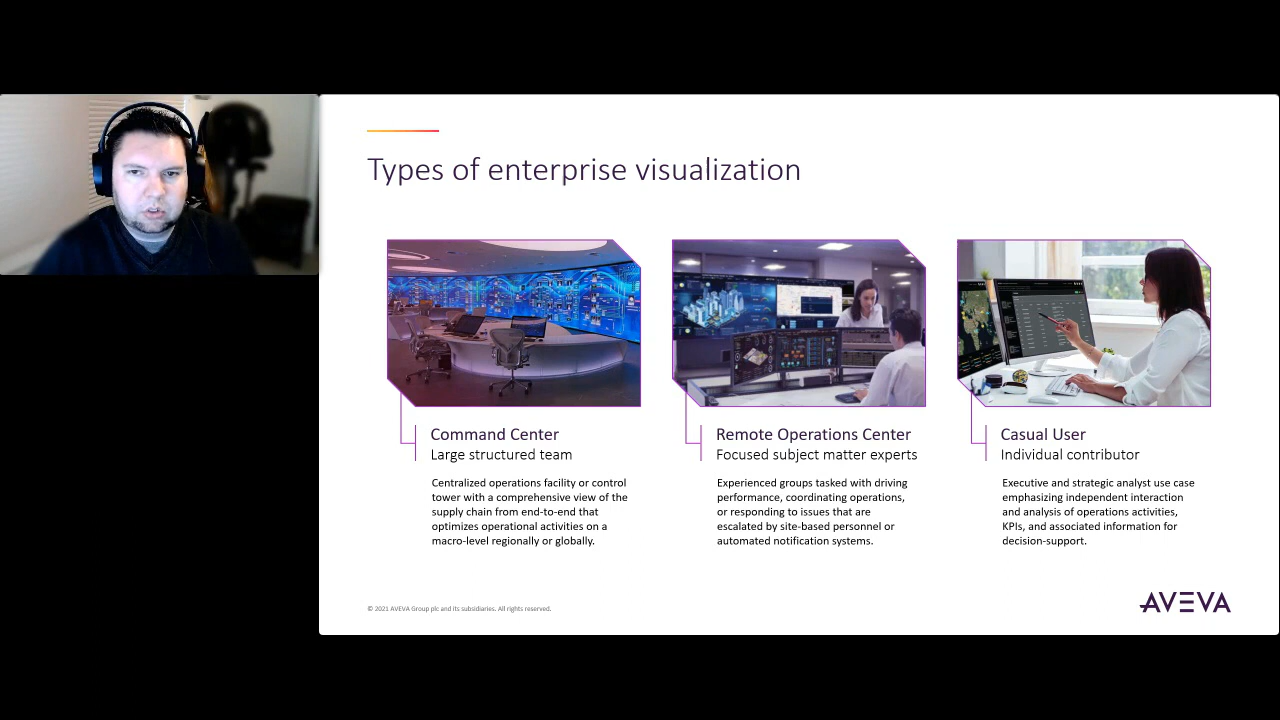 Types of enterprise visualization
Command Center
Large structured team
Centralized operations facility or control
tower with a comprehensive view of the
supply chain from end-to-end that
optimizes operational activities on a
macro-level regionally or globally.
Remote Operations Center
Focused subject matter experts
Experienced groups tasked with driving
performance, coordinating operations,
or responding to issues that are
escalated by site-based personnel or
automated notification systems.
Casual User
Individual contributor
Executive and strategic analyst use case
emphasizing independent interaction
and analysis of operations activities,
KPIs, and associated information for
decision-support.
© 2021 AVEVA Group plc and its subsidiaries. All rights reserved.
AVEVA